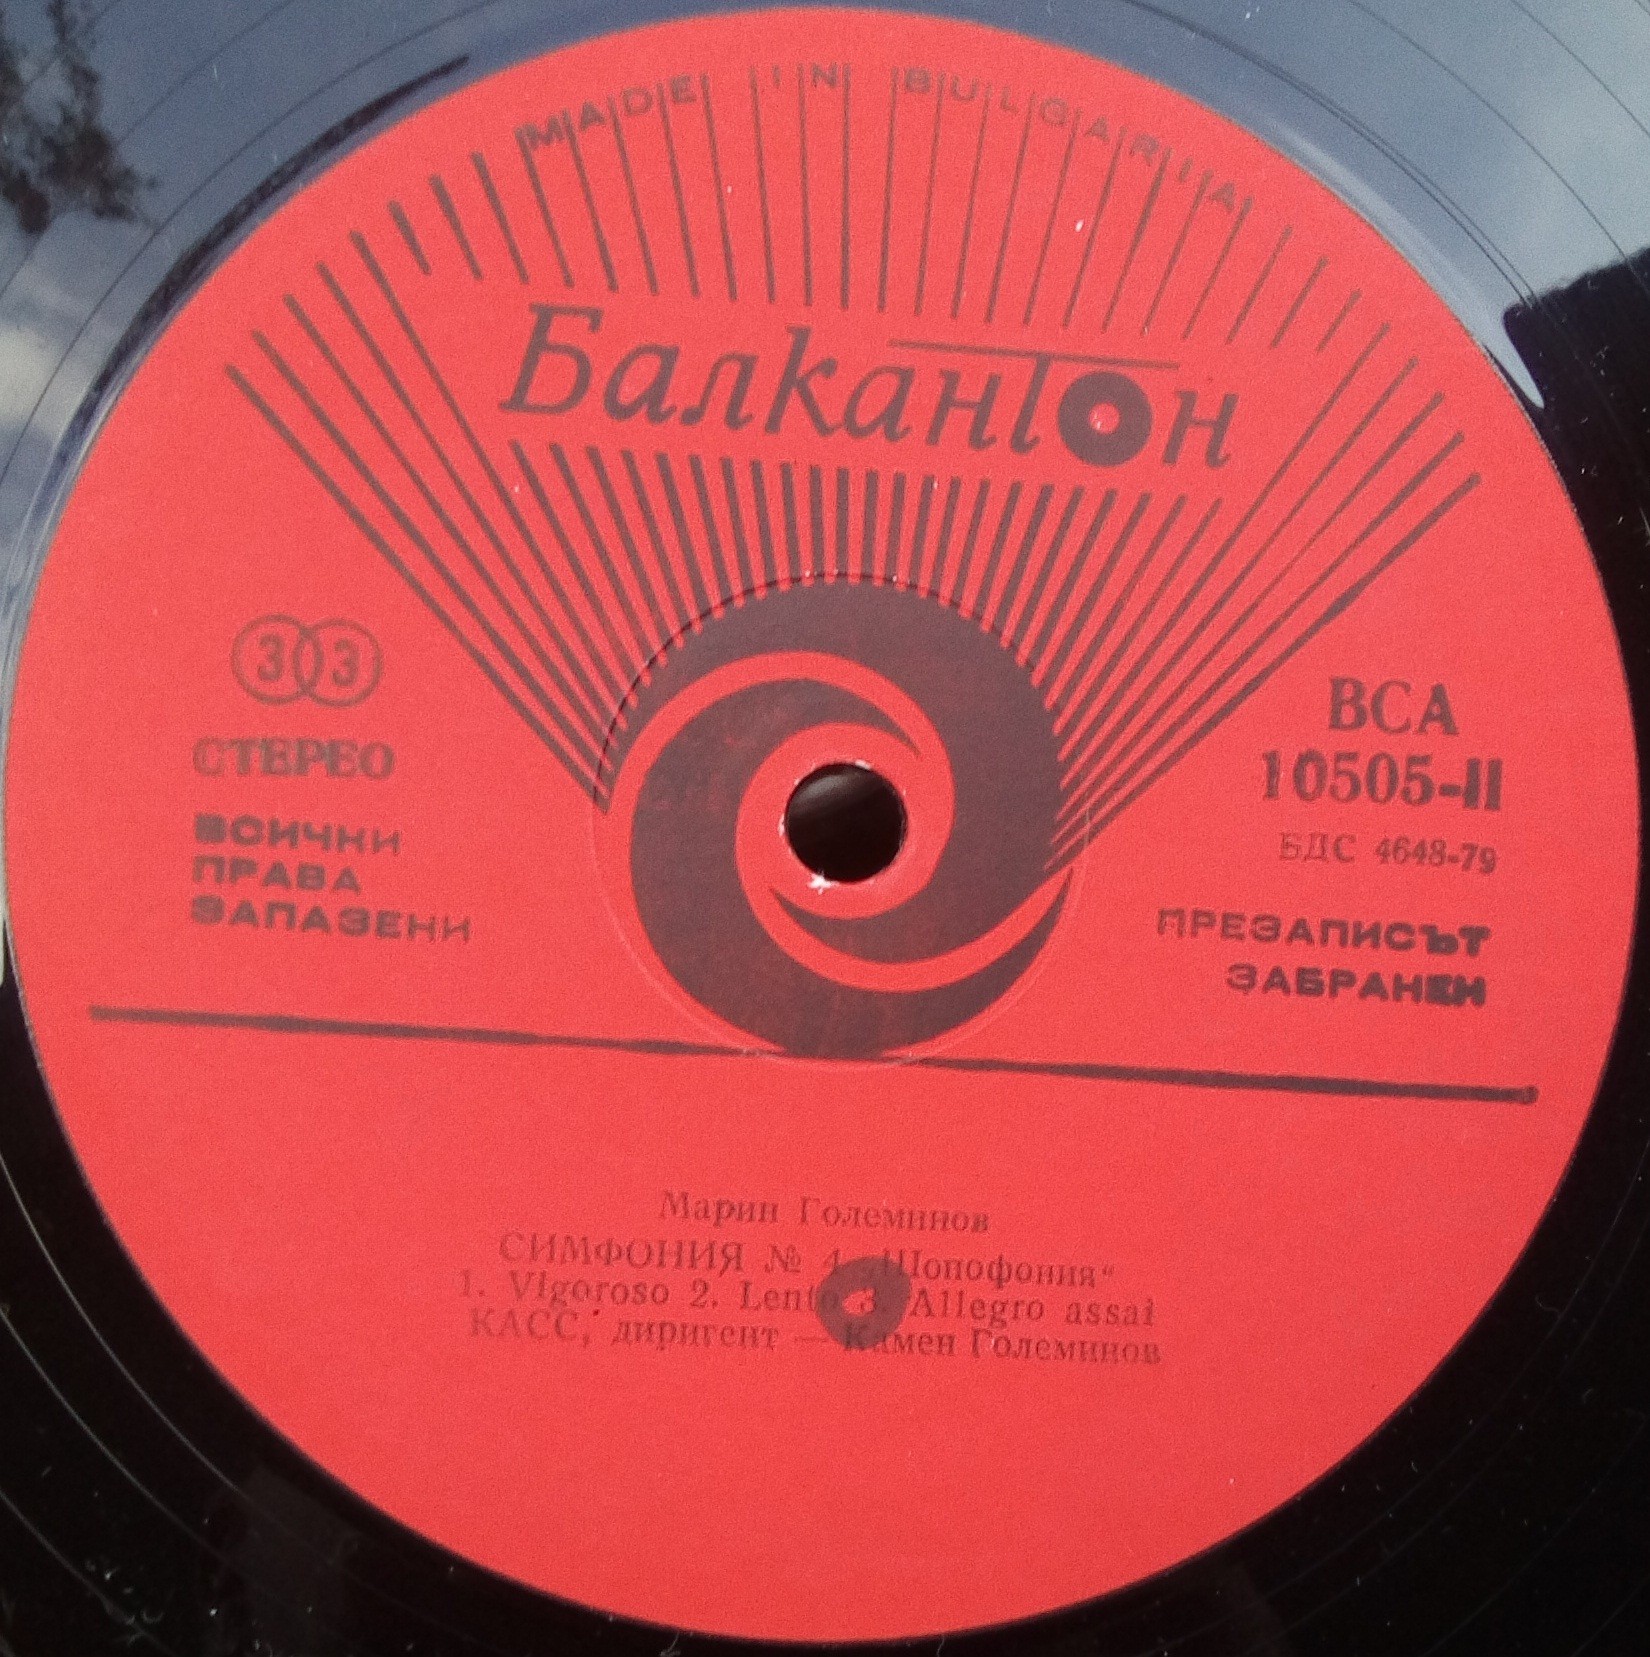 MADE IN BULGARIA
Балкантон
33
СТЕРЕО
ВСИЧКИ
ПРАВА
ЗАПАЗЕНИ
ВСА
10505-II
БДС 4648-79
ПРЕЗАПИСЪТ
ЗАБРАНЕН
Марин Големинов
СИМФОНИЯ № 4 „Шопофония“
1. Vigoroso 2. Lento 3. Allegro assai
КАСС, диригент — Камен Големинов